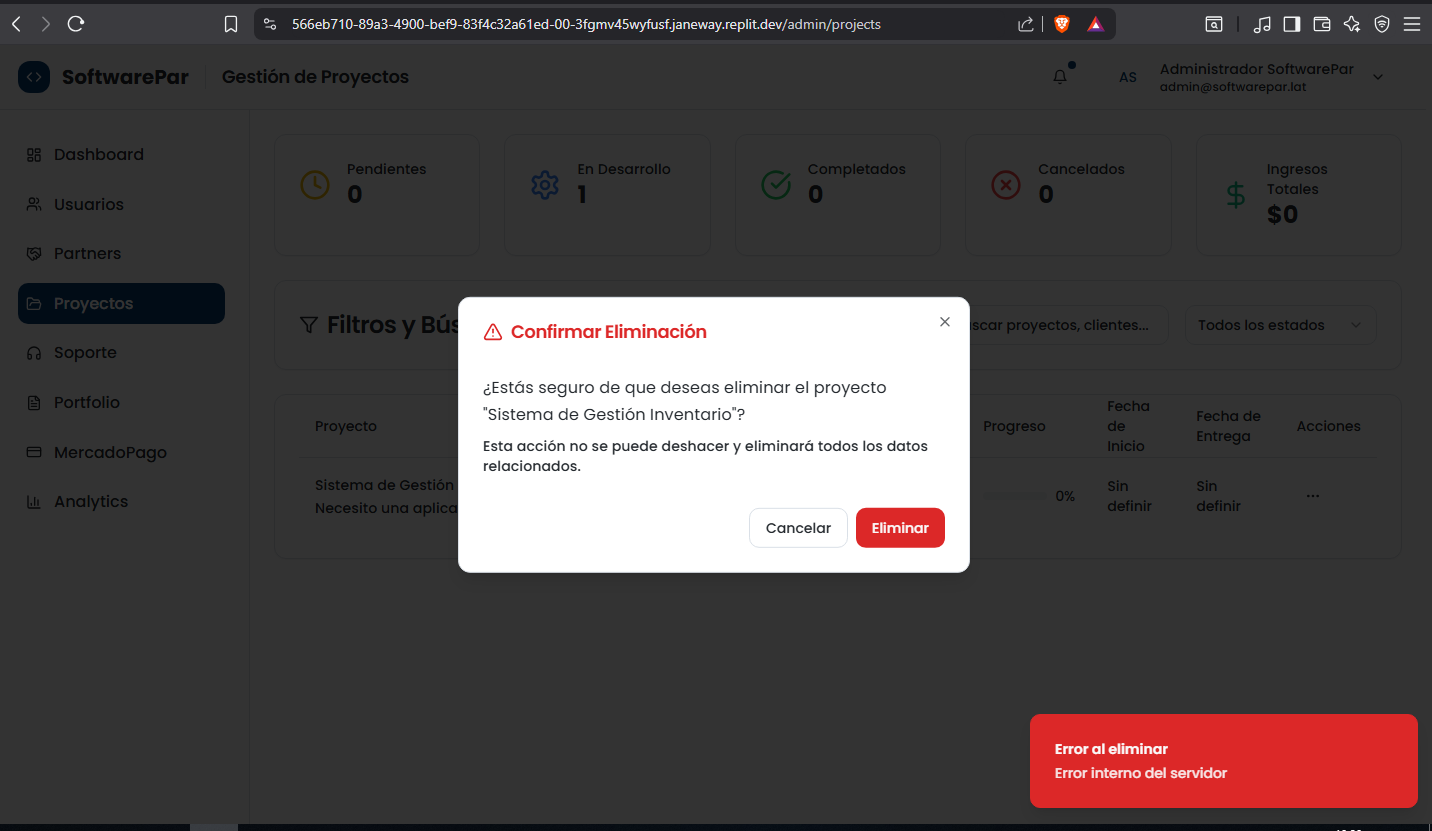 566eb710-89a3-4900-bef9-83f4c32a61ed-00-3fgmv45wyfusf.janeway.replit.dev/admin/projects
SoftwarePar
Gestión de Proyectos
AS
Administrador SoftwarePar
admin@softwarepar.lat
Dashboard
Usuarios
Partners
Proyectos
Soporte
Portfolio
MercadoPago
Analytics
Pendientes
0
En Desarrollo
1
Completados
0
Cancelados
0
Ingresos
Totales
$0
Filtros y Bús
scar proyectos, clientes...
Todos los estados
Proyecto
Progreso
Fecha
de
Inicio
Fecha de
Entrega
Acciones
Sistema de Gestión
Necesito una aplica
0%
Sin
definir
Sin
definir
Confirmar Eliminación
¿Estás seguro de que deseas eliminar el proyecto
"Sistema de Gestión Inventario"?
Esta acción no se puede deshacer y eliminará todos los datos
relacionados.
Cancelar
Eliminar
Error al eliminar
Error interno del servidor